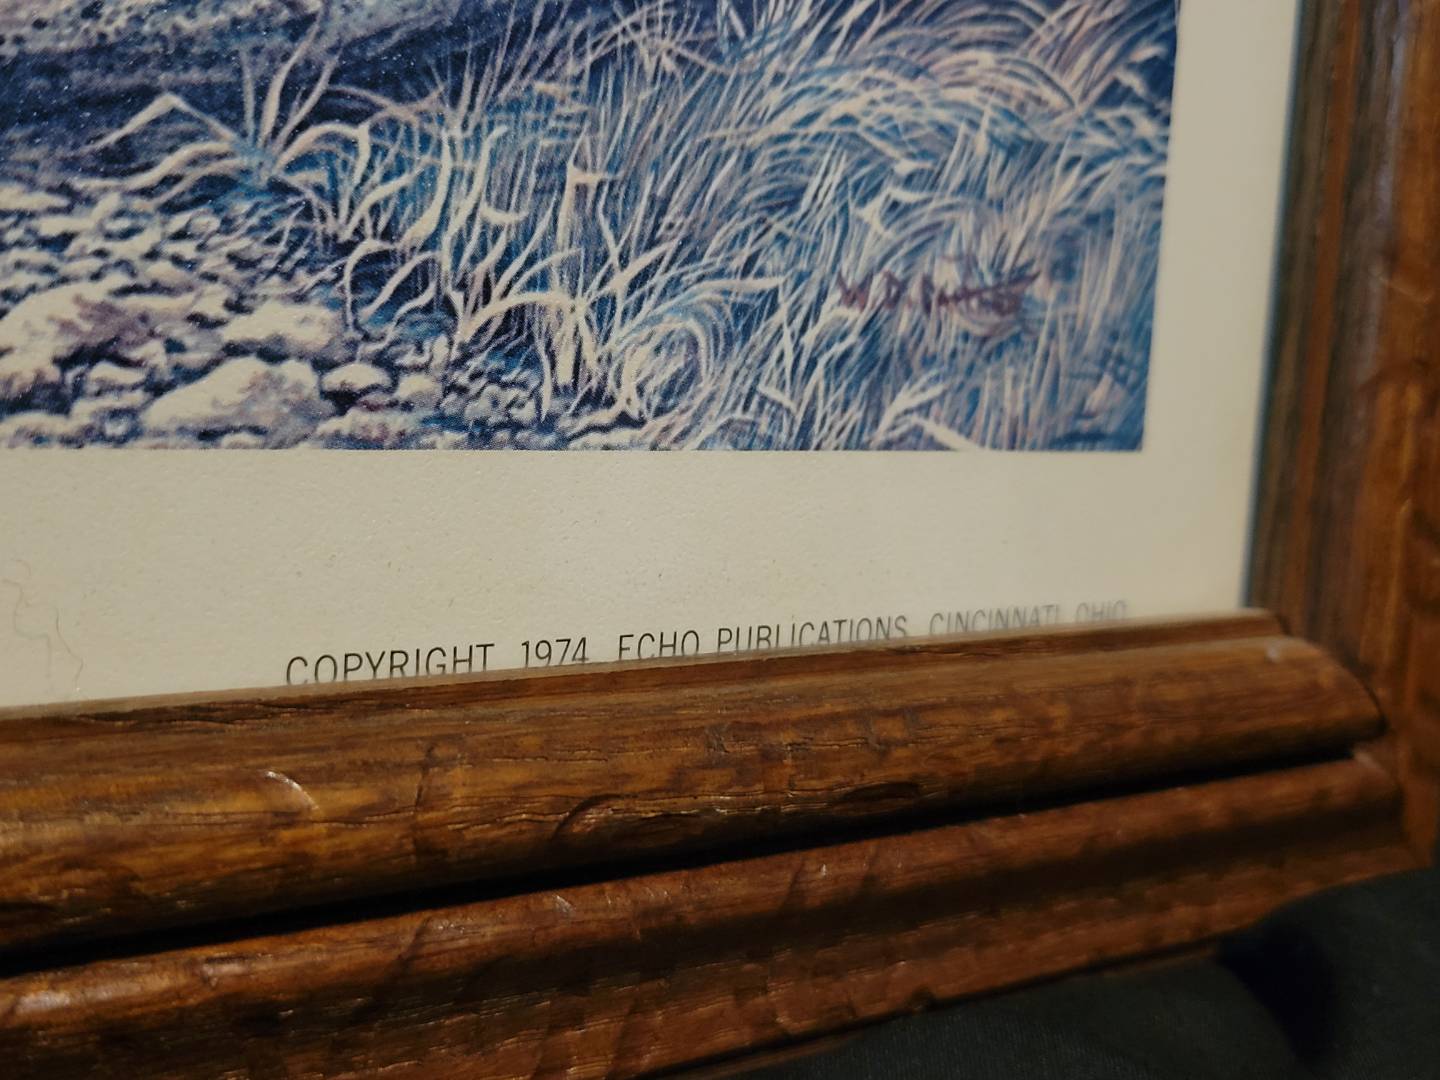 W.D.
COPYRIGHT 1974 ECHO PUBLICATIONS, CINCINNATI, OHIO